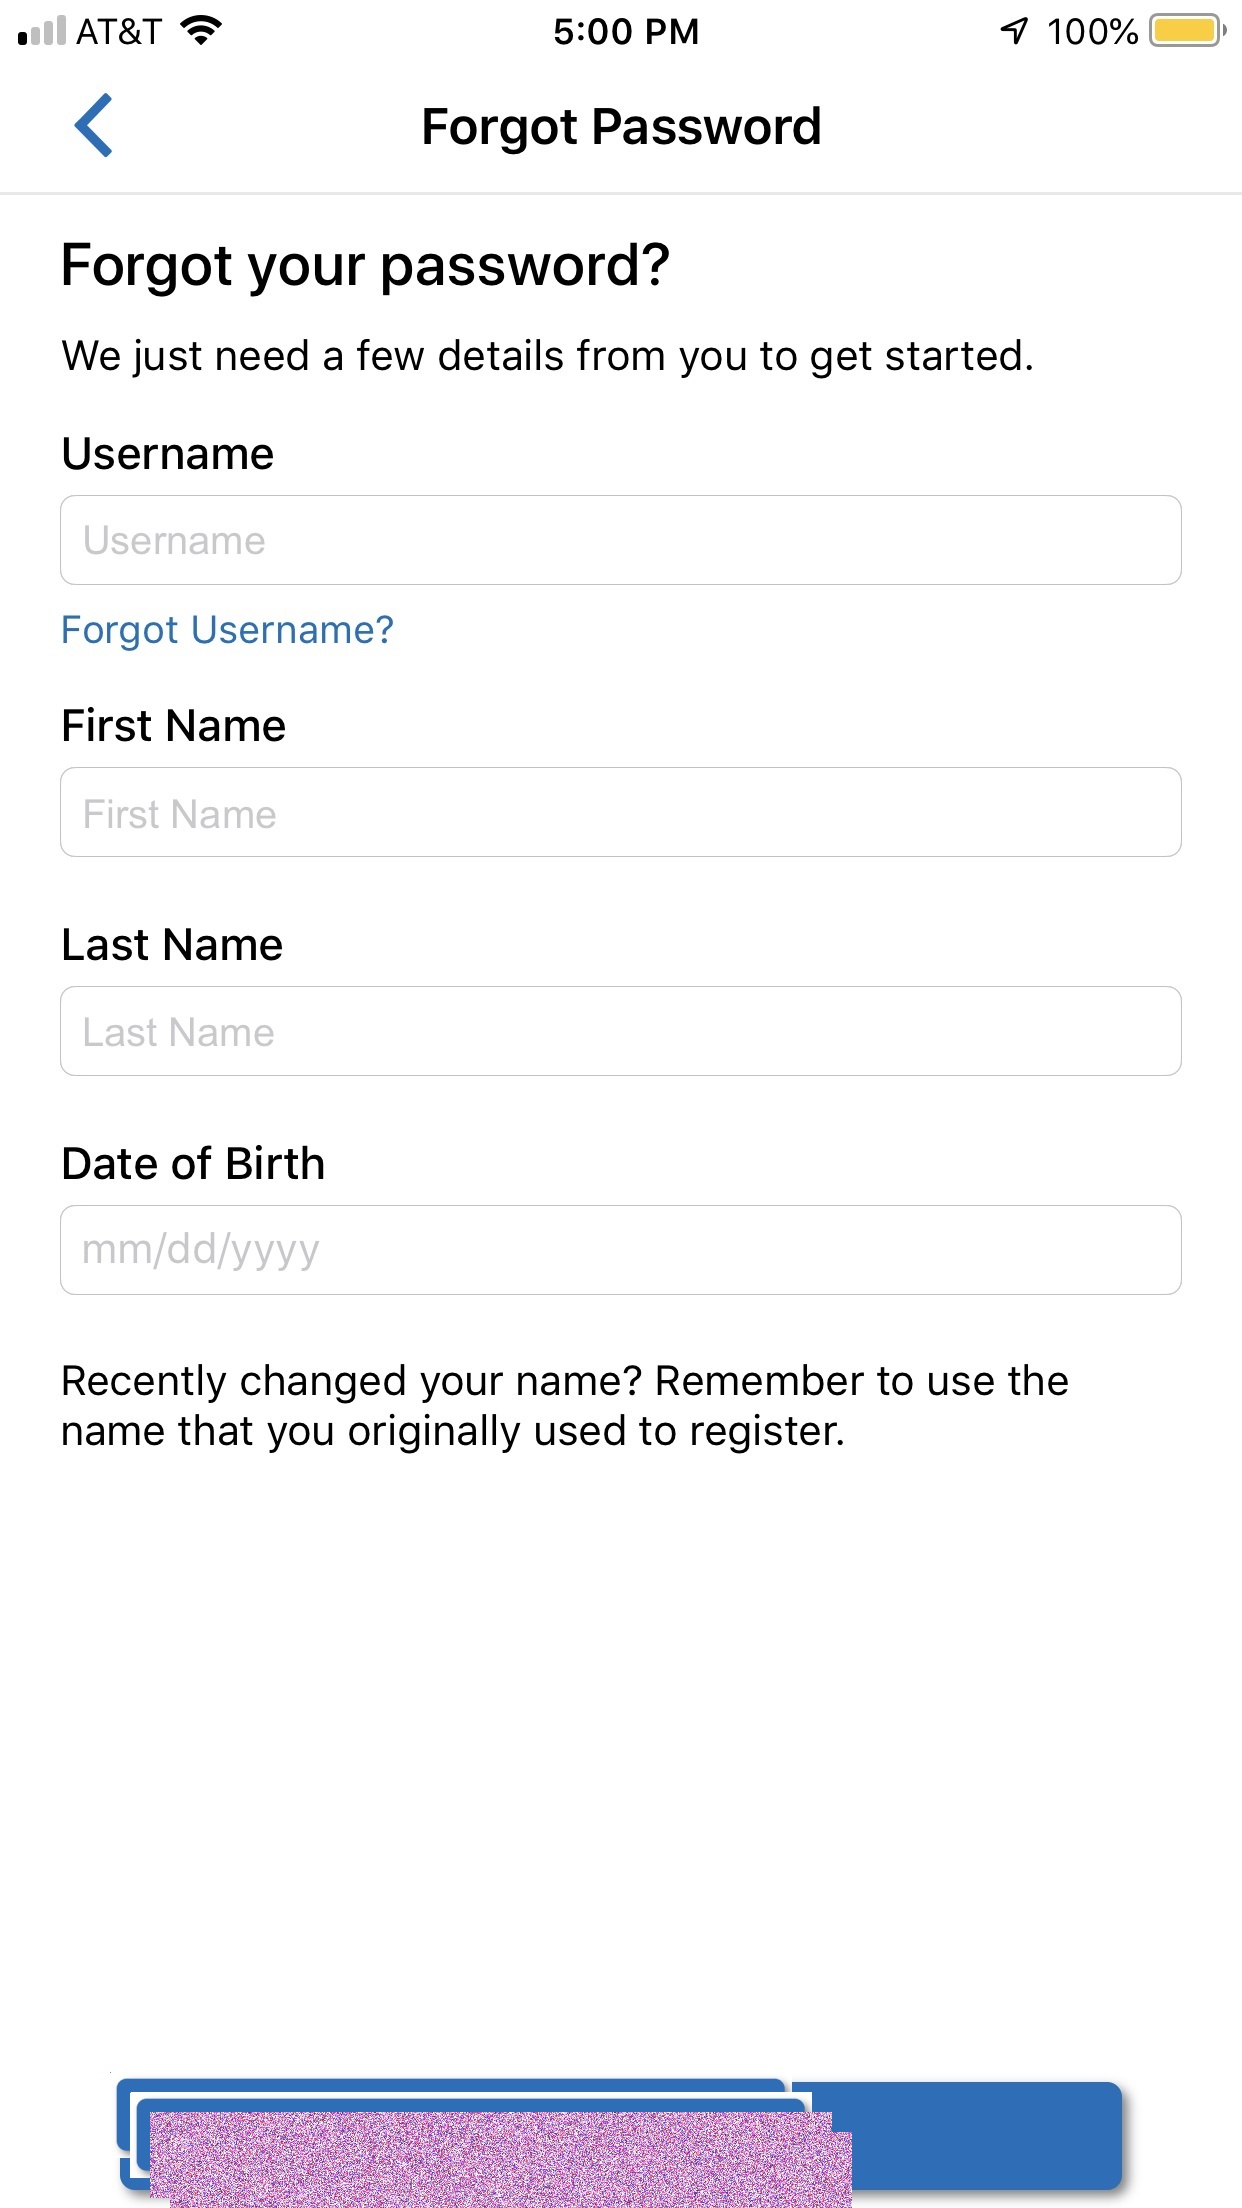 AT&T 5:00 PM 100%
Forgot Password
Forgot your password?
We just need a few details from you to get started.
Username
Username
Forgot Username?
First Name
First Name
Last Name
Last Name
Date of Birth
mm/dd/yyyy
Recently changed your name? Remember to use the
name that you originally used to register.